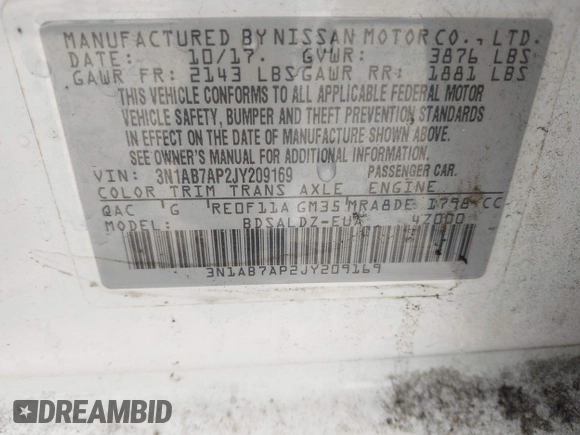 MANUFACTURED BY NISSAN MOTOR CO., LTD.
DATE: 10/17. GVWR: 3876 LBS
GAWR FR: 2143 LBS GAWR RR: 1881 LBS
THIS VEHICLE CONFORMS TO ALL APPLICABLE FEDERAL MOTOR
VEHICLE SAFETY, BUMPER AND THEFT PREVENTION STANDARDS
IN EFFECT ON THE DATE OF MANUFACTURE SHOWN ABOVE.
SEE OWNER'S MANUAL FOR ADDITIONAL INFORMATION.
VIN: 3N1AB7AP2JY209169 PASSENGER CAR.
COLOR TRIM TRANS AXLE ENGINE
QAC G RE0F11A GM35 MRA8DE 1798 CC
BDSALDZ-EU 47000
3N1AB7AP2JY209169
DREAMBID